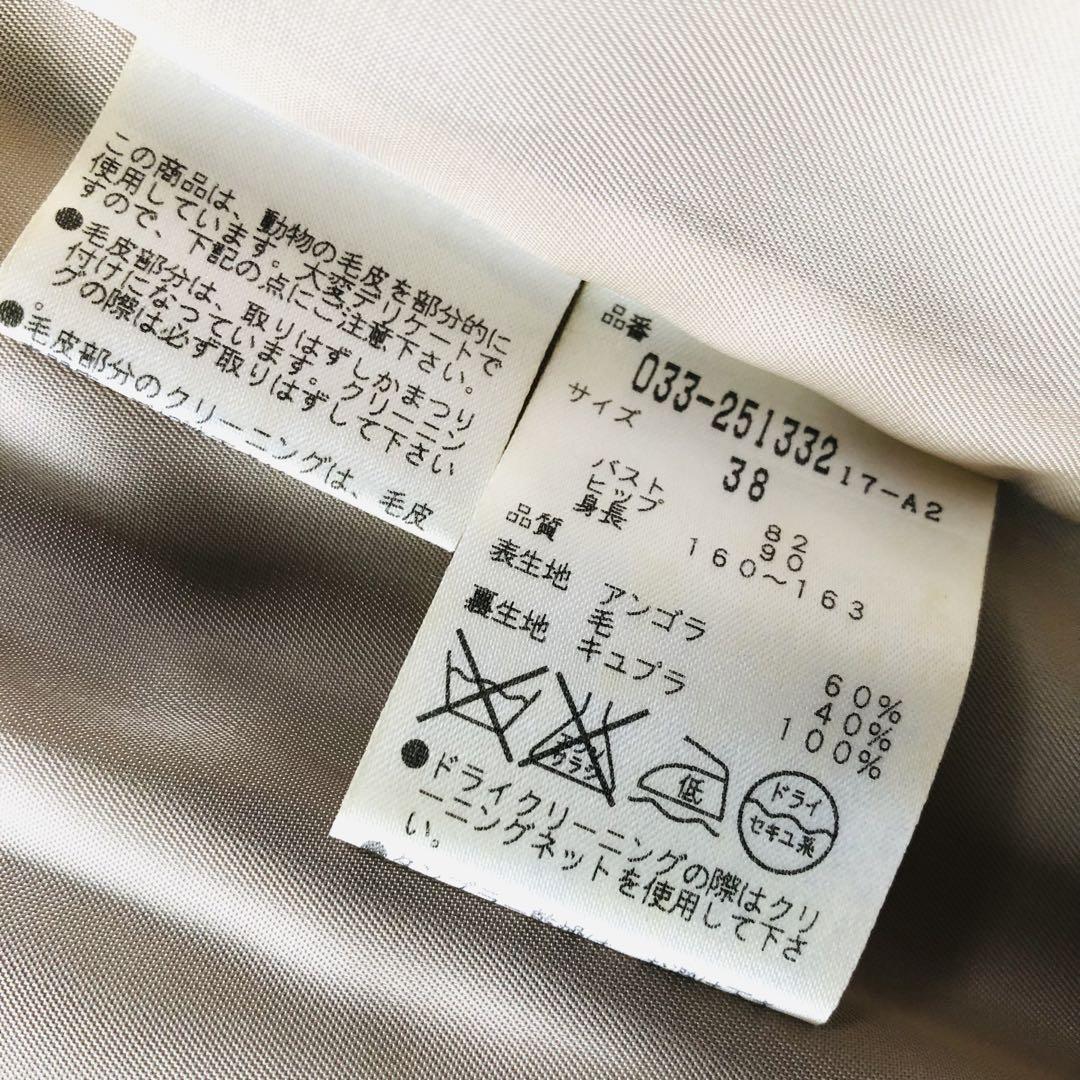 この商品は、動物の毛皮を部分的に
使用しています。大変デリケートで
すので、下記の点にご注意下さい。
●毛皮部分は、取りはずしかまつり
付けになつています。クリーニン
グの際は必ず取りはずして下さい
。
●毛皮部分のクリーニングは、毛皮
品番
033-251332 17-A2
サイズ 38
バスト 82
ヒップ 90
身長 160〜163
品質
表生地 アンゴラ 60%
毛 40%
裏生地 キュプラ 100%
エンソ
サラシ
低
ドライ
セキユ系
●ドライクリーニングの際はクリ
ーニングネットを使用して下さ
い。